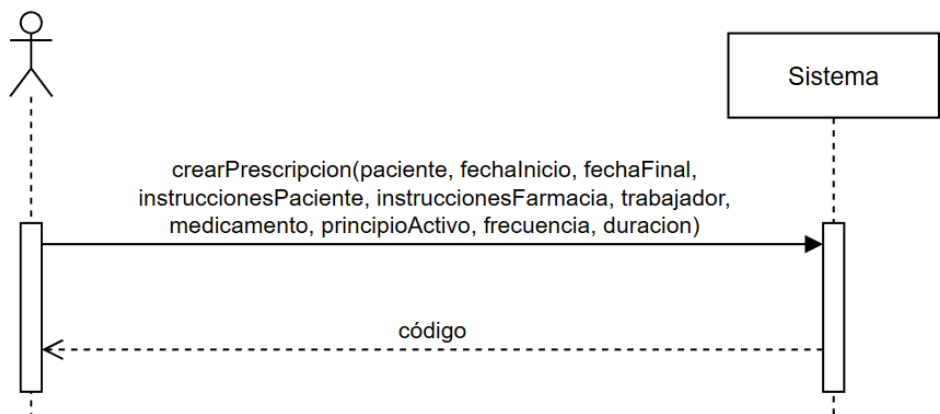 Sistema
crearPrescripcion(paciente, fechaInicio, fechaFinal,
instruccionesPaciente, instruccionesFarmacia, trabajador,
medicamento, principioActivo, frecuencia, duracion)
código